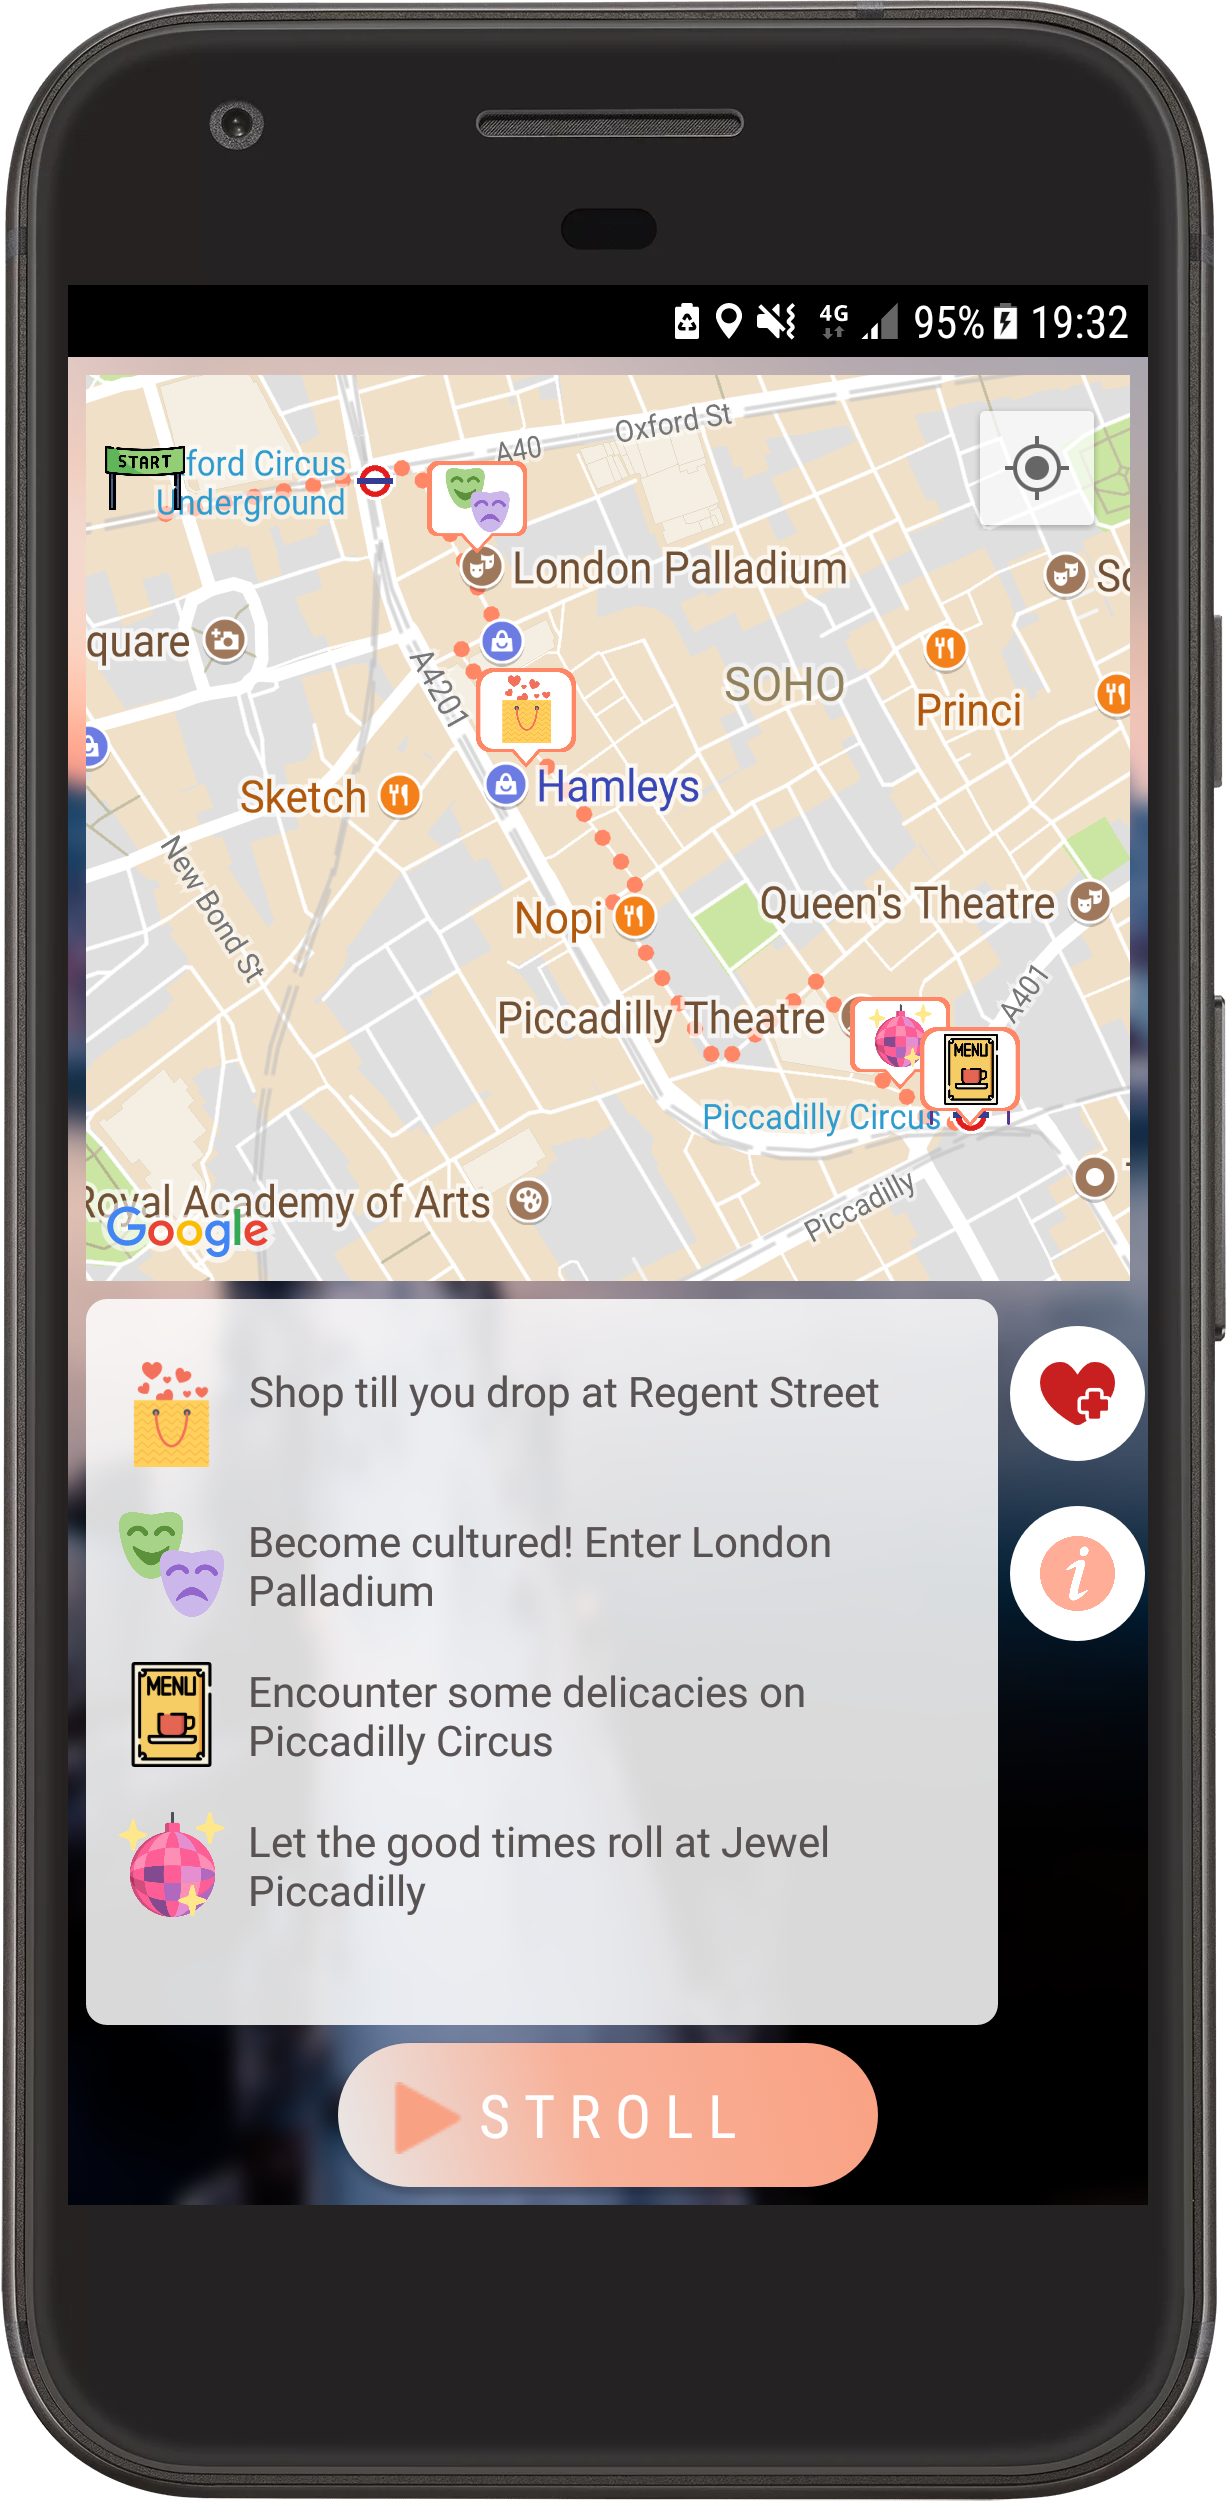 4G 95% 19:32
Oxford St
A40
START
ford Circus
Underground
London Palladium
So
quare
A4201
SOHO
Princi
Sketch
Hamleys
New Bond St
Nopi
Queen's Theatre
A401
Piccadilly Theatre
MENU
Piccadilly Circus
Piccadilly
Royal Academy of Arts
Google
Shop till you drop at Regent Street
Become cultured! Enter London
Palladium
MENU
Encounter some delicacies on
Piccadilly Circus
Let the good times roll at Jewel
Piccadilly
i
STROLL